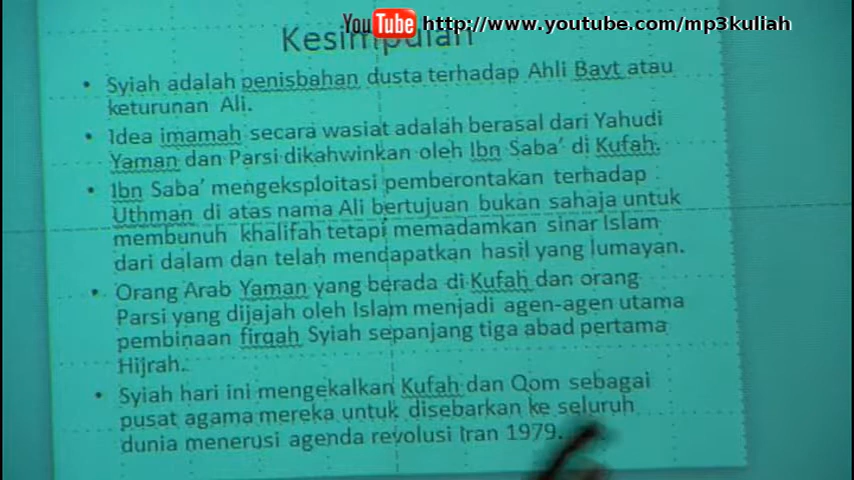 YouTube http://www.youtube.com/mp3kuliah
Kesimpulan
• Syiah adalah penisbahan dusta terhadap Ahli Bayt atau
keturunan Ali.
• Idea imamah secara wasiat adalah berasal dari Yahudi
Yaman dan Parsi dikahwinkan oleh Ibn Saba' di Kufah.
• Ibn Saba' mengeksploitasi pemberontakan terhadap
Uthman di atas nama Ali bertujuan bukan sahaja untuk
membunuh khalifah tetapi memadamkan sinar Islam
dari dalam dan telah mendapatkan hasil yang lumayan.
• Orang Arab Yaman yang berada di Kufah dan orang
Parsi yang dijajah oleh Islam menjadi agen-agen utama
pembinaan firqah Syiah sepanjang tiga abad pertama
Hijrah.
• Syiah hari ini mengekalkan Kufah dan Qom sebagai
pusat agama mereka untuk disebarkan ke seluruh
dunia menerusi agenda revolusi Iran 1979.